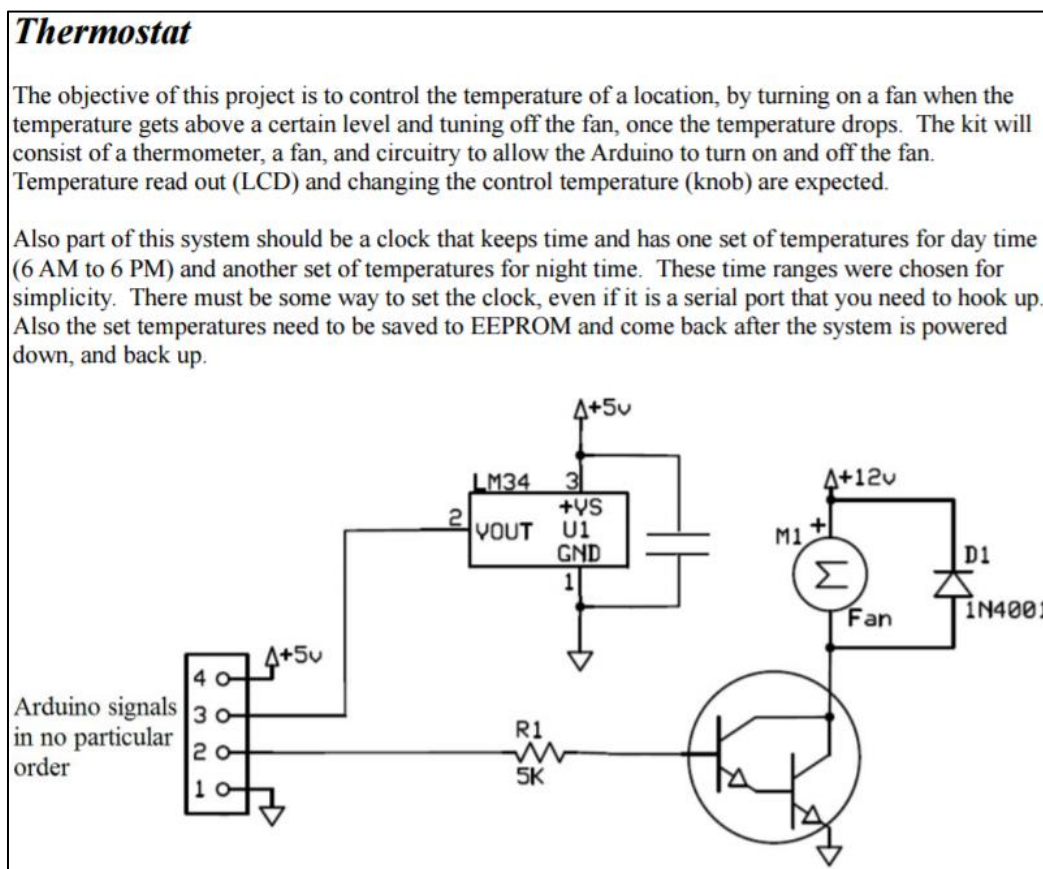 Thermostat
The objective of this project is to control the temperature of a location, by turning on a fan when the
temperature gets above a certain level and tuning off the fan, once the temperature drops.  The kit will
consist of a thermometer, a fan, and circuitry to allow the Arduino to turn on and off the fan.
Temperature read out (LCD) and changing the control temperature (knob) are expected.
Also part of this system should be a clock that keeps time and has one set of temperatures for day time
(6 AM to 6 PM) and another set of temperatures for night time.  These time ranges were chosen for
simplicity.  There must be some way to set the clock, even if it is a serial port that you need to hook up.
Also the set temperatures need to be saved to EEPROM and come back after the system is powered
down, and back up.
+5v
LM34
3
+VS
2
VOUT
U1
GND
1
+12v
M1
+
Σ
Fan
D1
1N4001
+5v
4
3
2
1
Arduino signals
in no particular
order
R1
5K